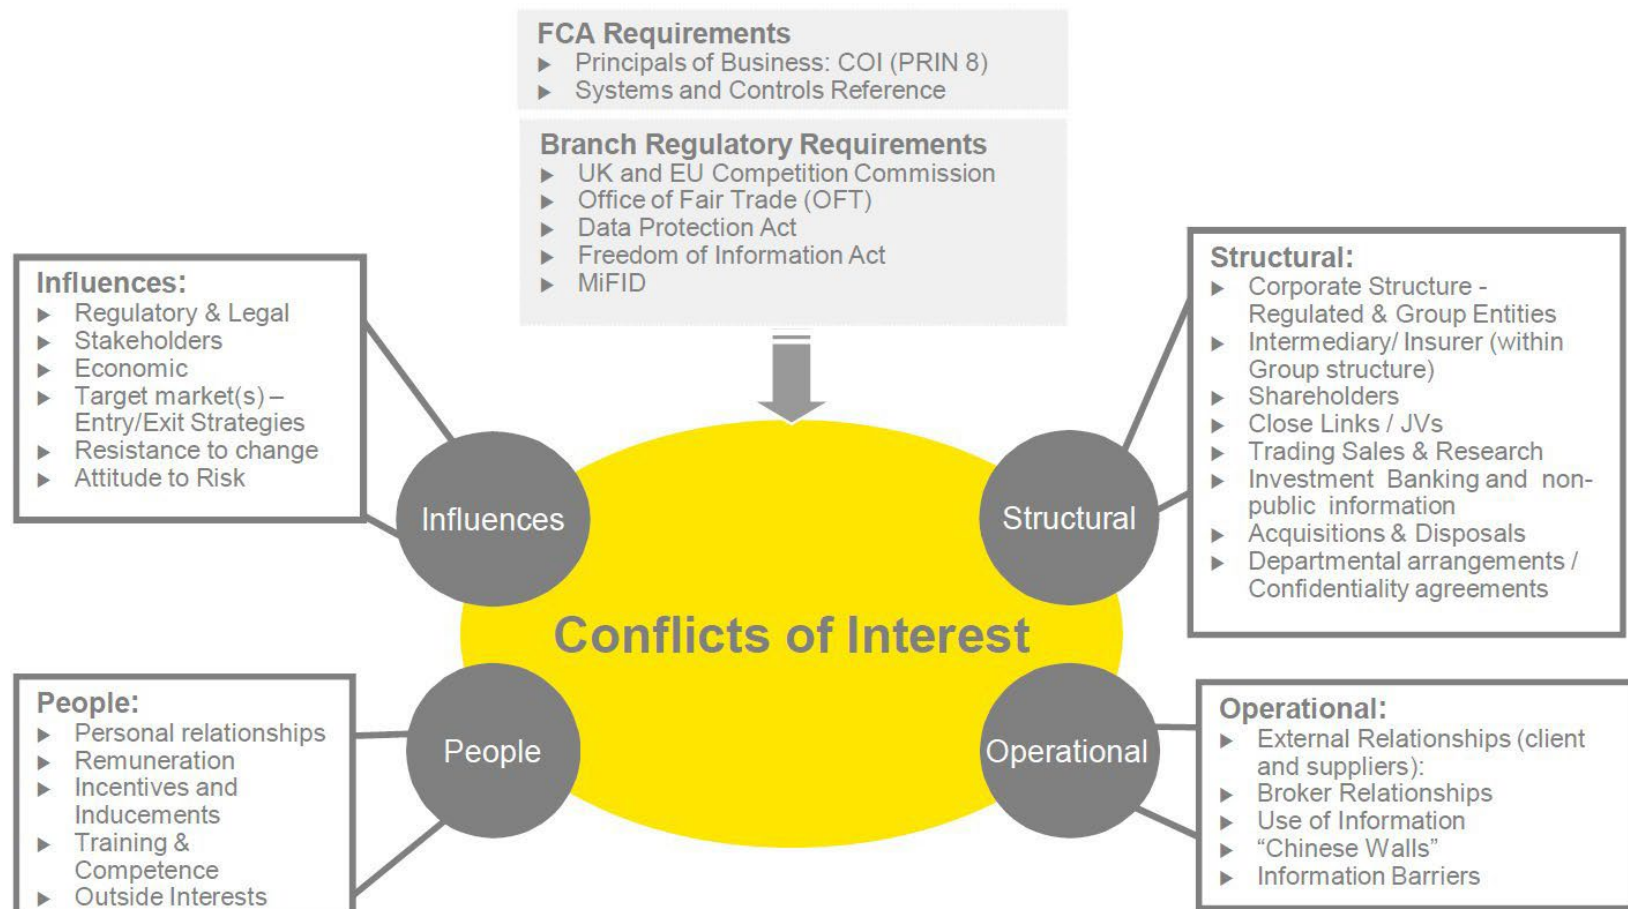 FCA Requirements
► Principals of Business: COI (PRIN 8)
► Systems and Controls Reference
Branch Regulatory Requirements
► UK and EU Competition Commission
► Office of Fair Trade (OFT)
► Data Protection Act
► Freedom of Information Act
► MiFID
Influences:
► Regulatory & Legal
► Stakeholders
► Economic
► Target market(s) –
Entry/Exit Strategies
► Resistance to change
► Attitude to Risk
Structural:
► Corporate Structure -
Regulated & Group Entities
► Intermediary/ Insurer (within
Group structure)
► Shareholders
► Close Links / JVs
► Trading Sales & Research
► Investment Banking and non-
public information
► Acquisitions & Disposals
► Departmental arrangements /
Confidentiality agreements
Influences
Structural
Conflicts of Interest
People
Operational
People:
► Personal relationships
► Remuneration
► Incentives and
Inducements
► Training &
Competence
► Outside Interests
Operational:
► External Relationships (client
and suppliers):
► Broker Relationships
► Use of Information
► “Chinese Walls”
► Information Barriers